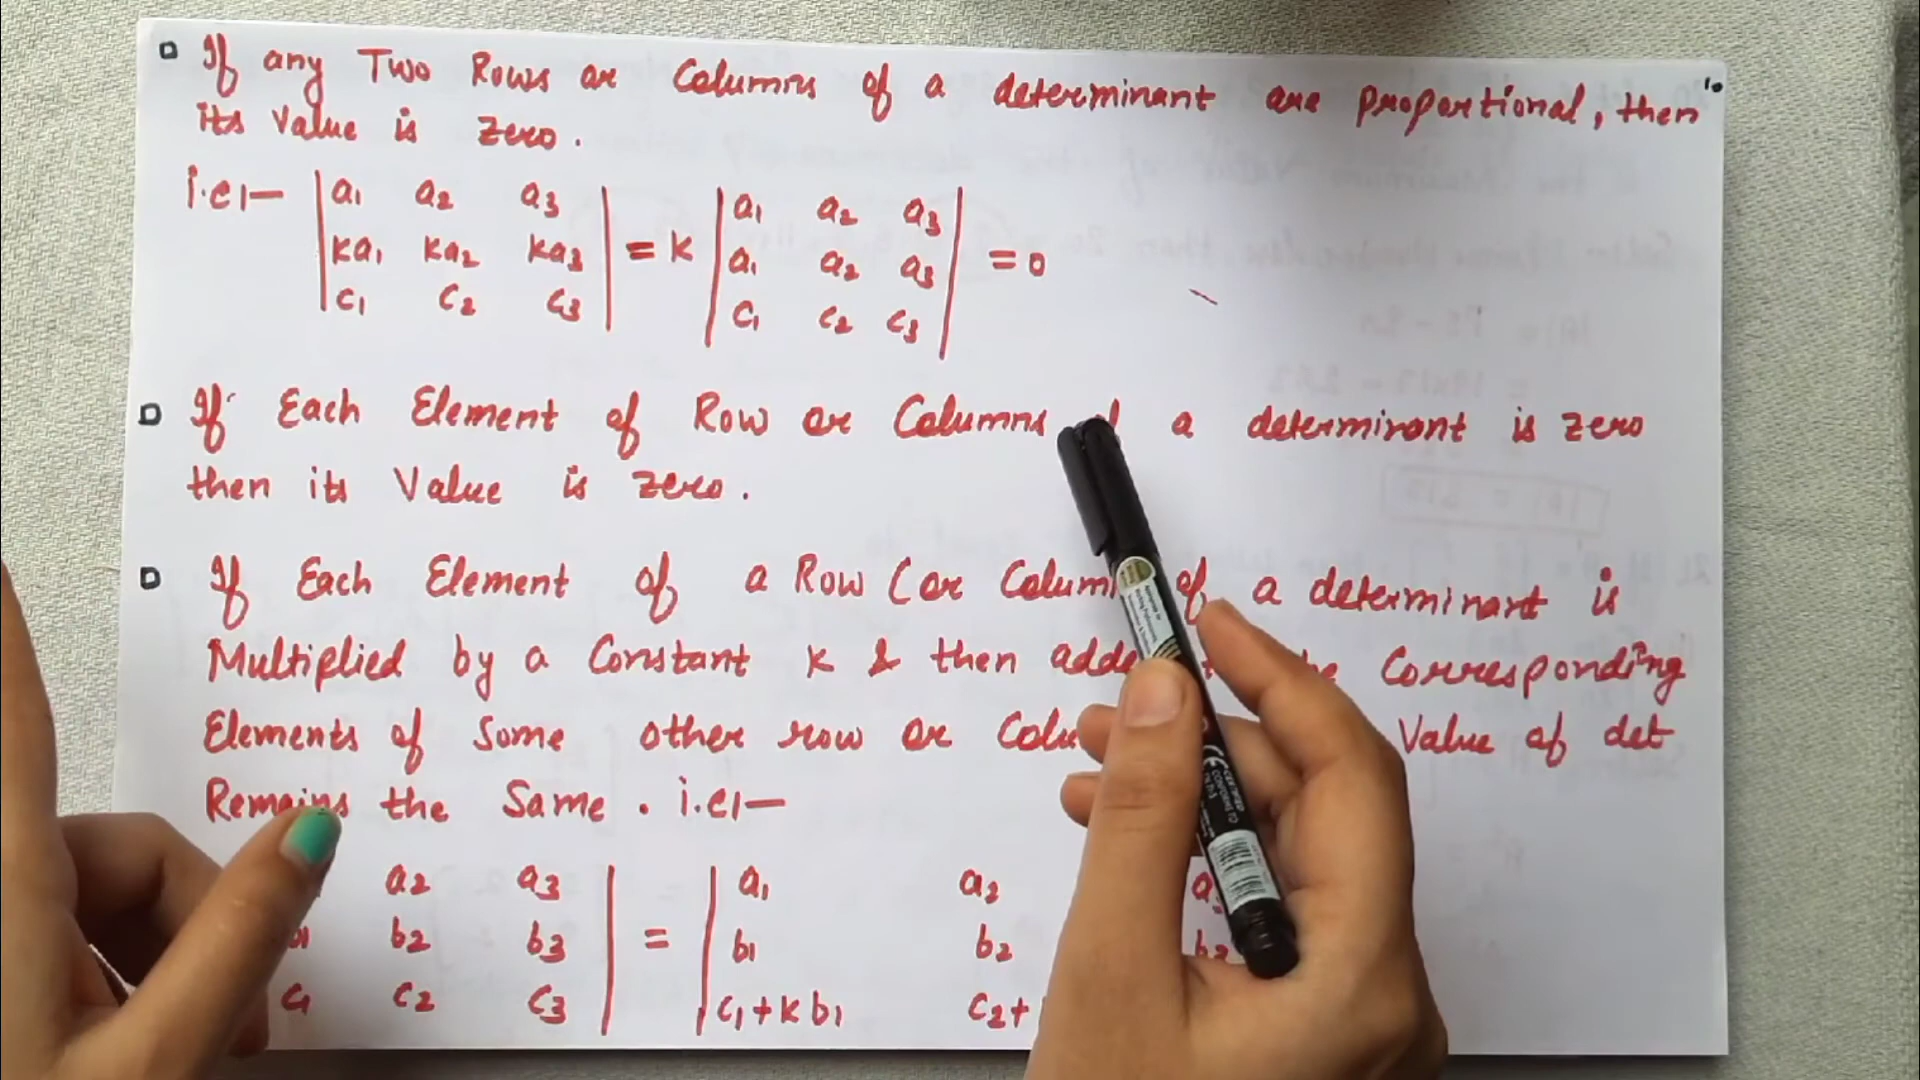 If any Two Rows or Columns of a determinant are proportional, then
its Value is zero.
i.e:- | a₁ a₂ a₃ | = k | a₁ a₂ a₃ | = 0
| ka₁ ka₂ ka₃ | | a₁ a₂ a₃ |
| c₁ c₂ c₃ | | c₁ c₂ c₃ |
If Each Element of Row or Columns a determinant is zero
then its Value is zero.
If Each Element of a Row (or Colum of a determinant is
Multiplied by a Constant k & then Corresponding
Elements of Some other row or Value of det
Remains the Same. i.e:-
a₂ a₃ | = | a₁ a₂
b₁ b₂ b₃ | | b₁ b₂
c₁ c₂ c₃ | | c₁+kb₁ c₂+